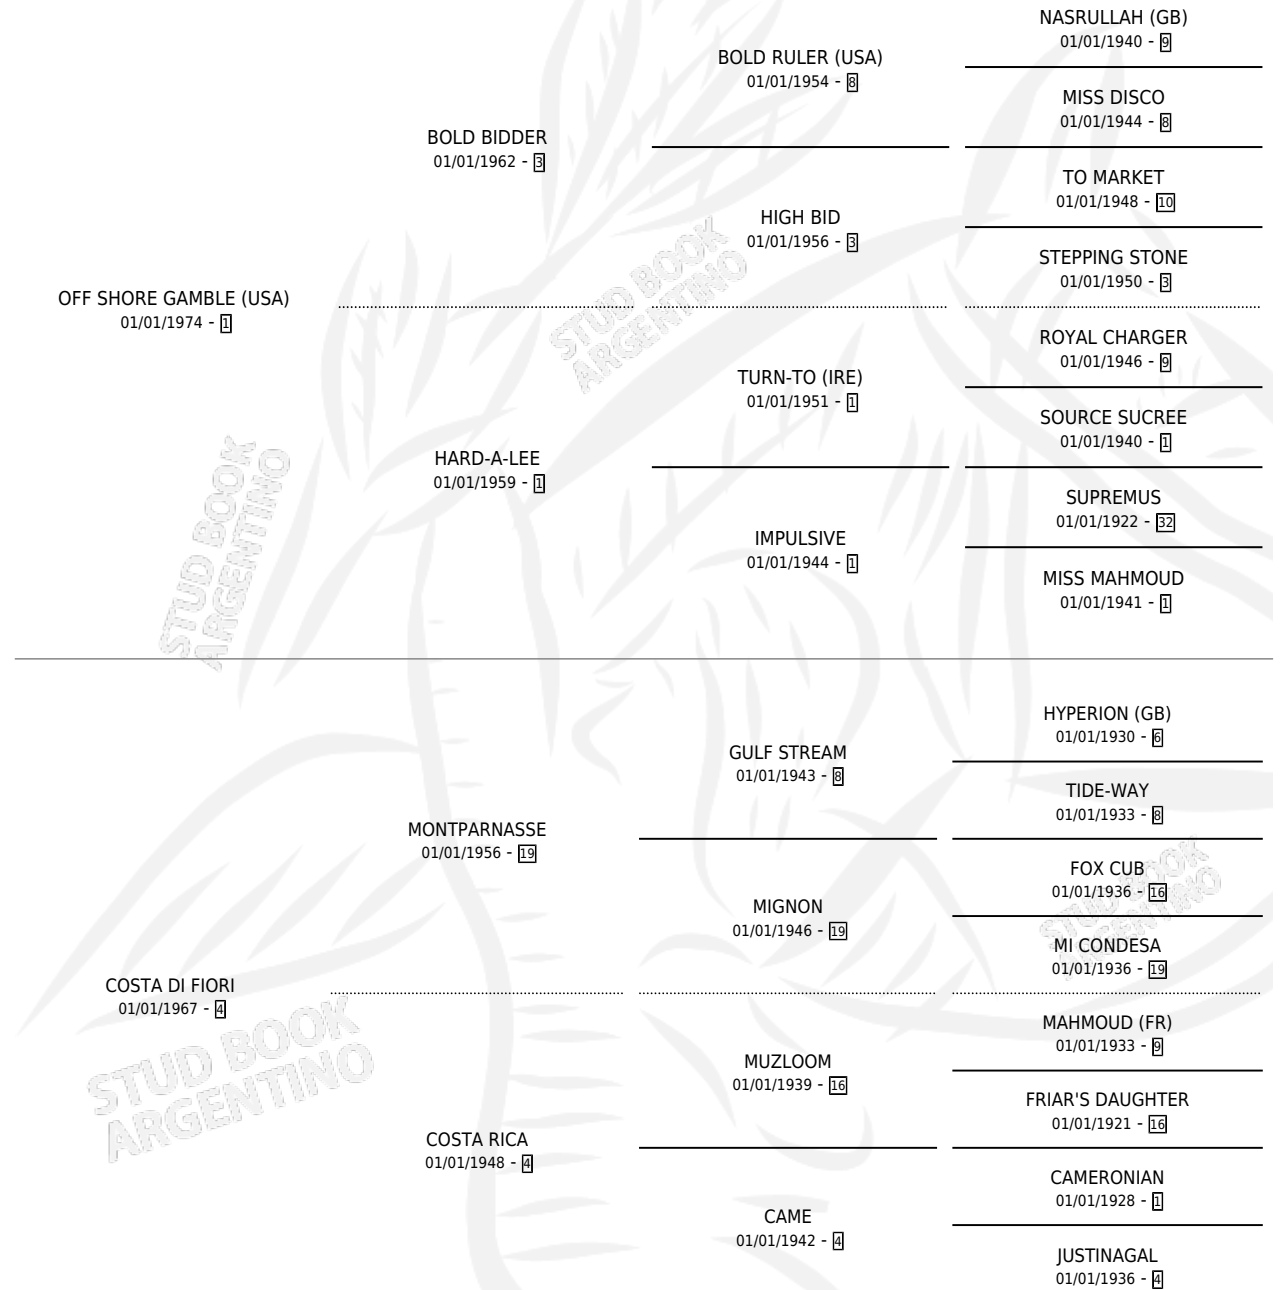 NASRULLAH (GB)
01/01/1940 - 9
BOLD RULER (USA)
01/01/1954 - 8
MISS DISCO
01/01/1944 - 8
BOLD BIDDER
01/01/1962 - 3
TO MARKET
01/01/1948 - 10
HIGH BID
01/01/1956 - 3
STEPPING STONE
01/01/1950 - 3
OFF SHORE GAMBLE (USA)
01/01/1974 - 1
ROYAL CHARGER
01/01/1946 - 9
TURN-TO (IRE)
01/01/1951 - 1
SOURCE SUCREE
01/01/1940 - 1
HARD-A-LEE
01/01/1959 - 1
SUPREMUS
01/01/1922 - 32
IMPULSIVE
01/01/1944 - 1
MISS MAHMOUD
01/01/1941 - 1
STUD BOOK
ARGENTINO
STUD BOOK
ARGENTINO
HYPERION (GB)
01/01/1930 - 6
GULF STREAM
01/01/1943 - 8
TIDE-WAY
01/01/1933 - 8
MONTPARNASSE
01/01/1956 - 19
FOX CUB
01/01/1936 - 16
MIGNON
01/01/1946 - 19
MI CONDESA
01/01/1936 - 19
COSTA DI FIORI
01/01/1967 - 4
MAHMOUD (FR)
01/01/1933 - 9
MUZLOOM
01/01/1939 - 16
FRIAR'S DAUGHTER
01/01/1921 - 16
COSTA RICA
01/01/1948 - 4
CAMERONIAN
01/01/1928 - 1
CAME
01/01/1942 - 4
JUSTINAGAL
01/01/1936 - 4
STUD BOOK
ARGENTINO
STUD BOOK
ARGENTINO